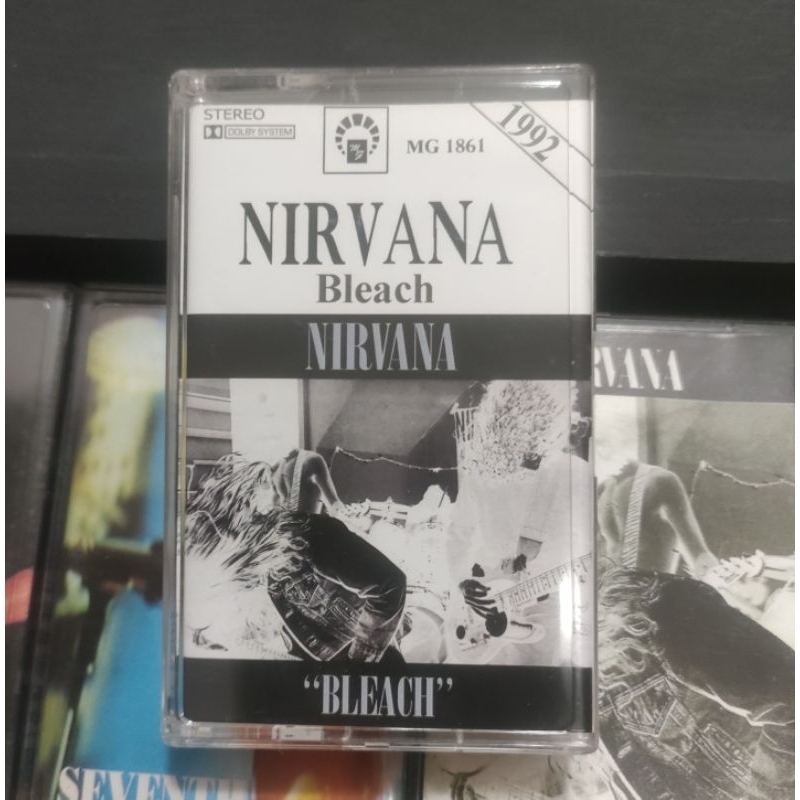 STEREO
DOLBY SYSTEM
MG 1861
1992
NIRVANA
Bleach
NIRVANA
“BLEACH”
RVANA
SEVENTH